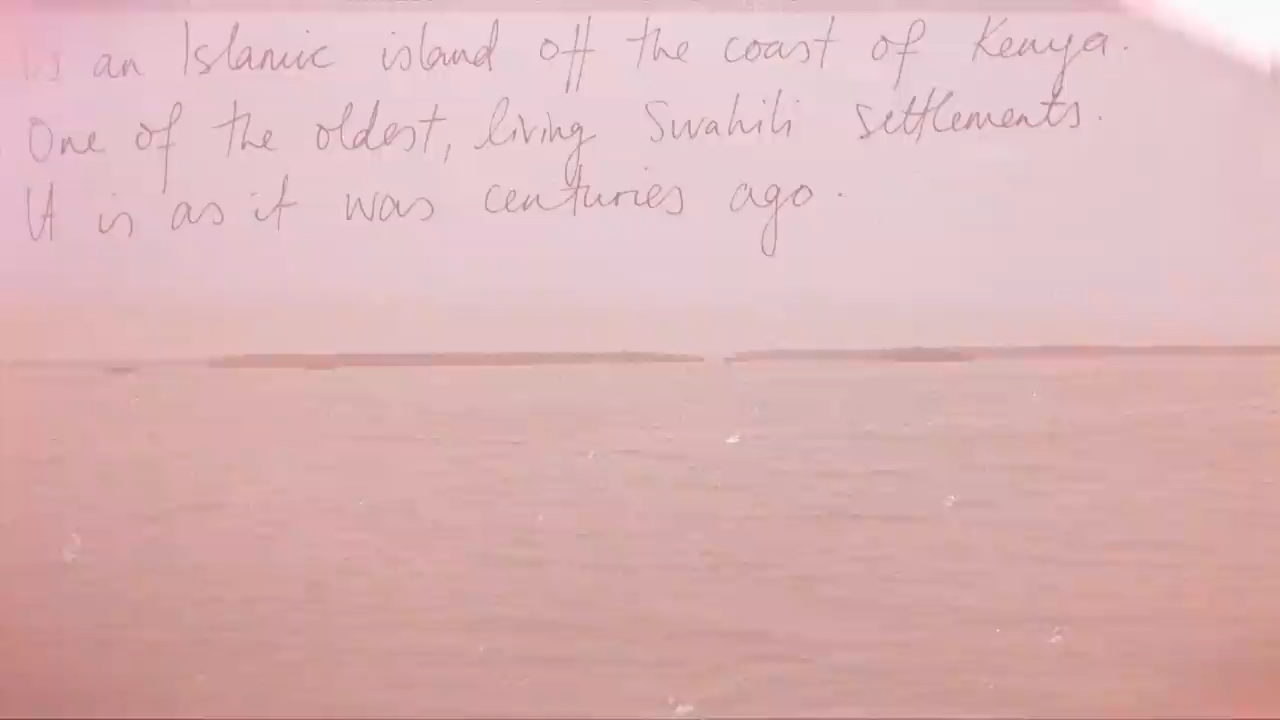 is an Islamic island off the coast of Kenya.
One of the oldest, living Swahili settlements.
It is as it was centuries ago.